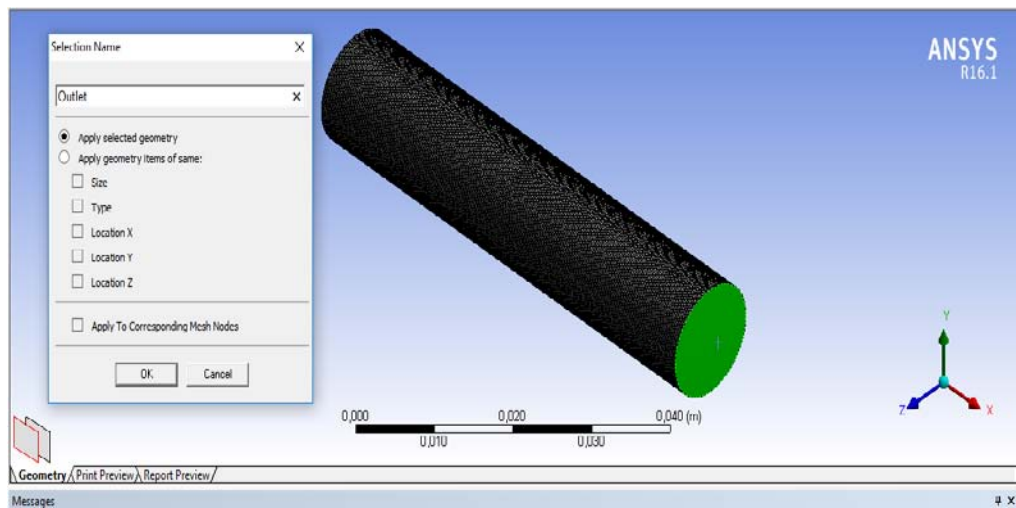 Selection Name
Outlet
Apply selected geometry
Apply geometry items of same:
Size
Type
Location X
Location Y
Location Z
Apply To Corresponding Mesh Nodes
OK
Cancel
ANSYS
R16.1
Y
Z
X
0,000
0,020
0,040 (m)
0,010
0,030
Geometry
Print Preview
Report Preview
Messages